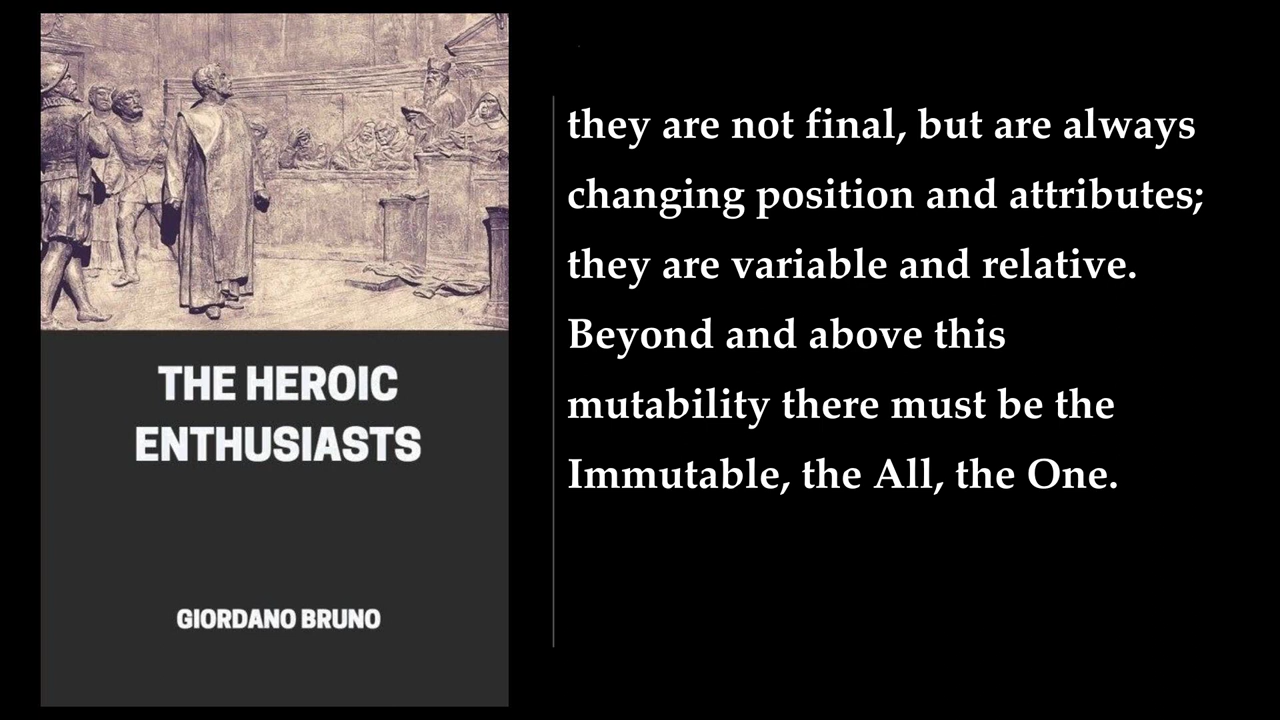 THE HEROIC
ENTHUSIASTS
GIORDANO BRUNO
they are not final, but are always
changing position and attributes;
they are variable and relative.
Beyond and above this
mutability there must be the
Immutable, the All, the One.